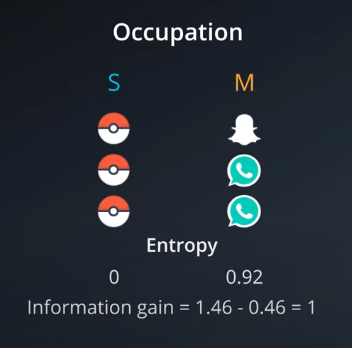 Occupation
S M
Entropy
0 0.92
Information gain = 1.46 - 0.46 = 1